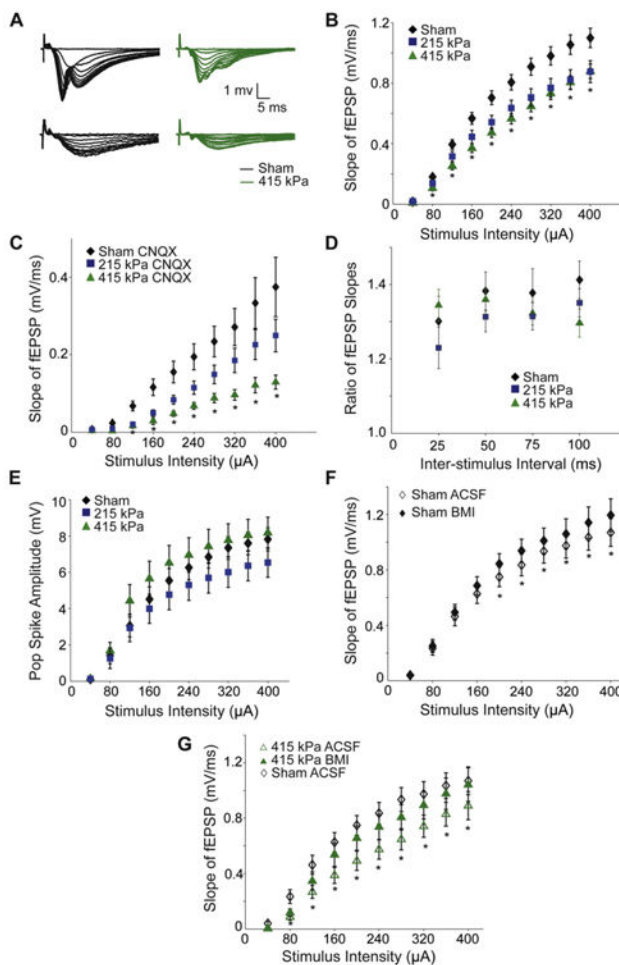 A
1 mv
5 ms
Sham
415 kPa
B
Slope of fEPSP (mV/ms)
1.2
0.8
0.4
0
Sham
215 kPa
415 kPa
* * * * * * * * *
0 80 160 240 320 400
Stimulus Intensity (µA)
C
Slope of fEPSP (mV/ms)
0.4
0.2
0
Sham CNQX
215 kPa CNQX
415 kPa CNQX
* * * * * * * *
0 80 160 240 320 400
Stimulus Intensity (µA)
D
Ratio of fEPSP Slopes
1.4
1.2
1.0
Sham
215 kPa
415 kPa
0 25 50 75 100
Inter-stimulus Interval (ms)
E
Pop Spike Amplitude (mV)
10
8
6
4
2
0
Sham
215 kPa
415 kPa
0 80 160 240 320 400
Stimulus Intensity (µA)
F
Slope of fEPSP (mV/ms)
1.2
0.8
0.4
0
Sham ACSF
Sham BMI
* * * * * *
0 80 160 240 320 400
Stimulus Intensity (µA)
G
Slope of fEPSP (mV/ms)
1.2
0.8
0.4
0
415 kPa ACSF
415 kPa BMI
Sham ACSF
* * * * * * * * *
0 80 160 240 320 400
Stimulus Intensity (µA)